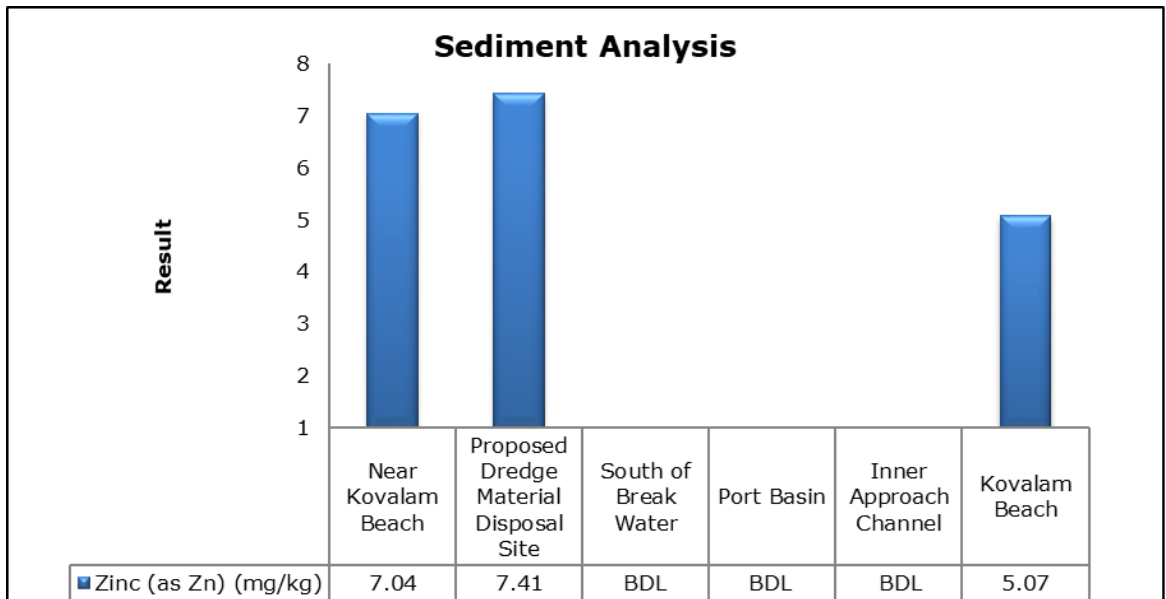 Sediment Analysis
Result
8
7
6
5
4
3
2
1
Near
Kovalam
Beach
Proposed
Dredge
Material
Disposal
Site
South of
Break
Water
Port Basin
Inner
Approach
Channel
Kovalam
Beach
Zinc (as Zn) (mg/kg) 7.04 7.41 BDL BDL BDL 5.07